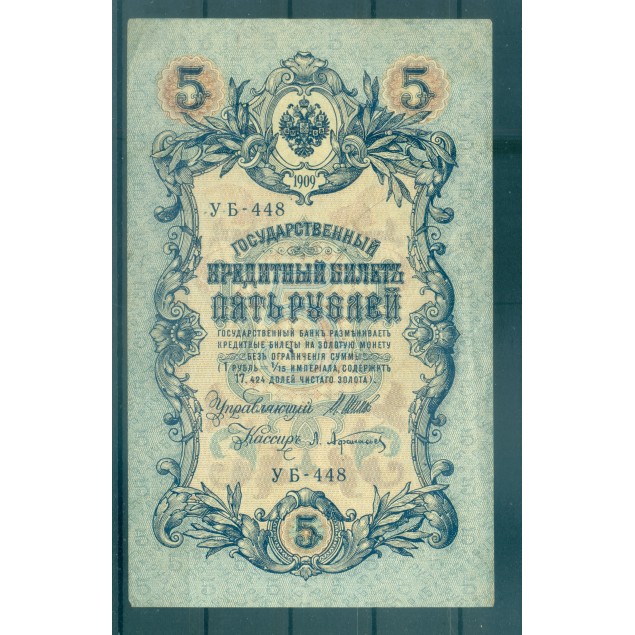 5 5
1909
УБ-448
ГОСУДАРСТВЕННЫЙ
КРЕДИТНЫЙ БИЛЕТЪ
ПЯТЬ РУБЛЕЙ
ГОСУДАРСТВЕННЫЙ БАНКЪ РАЗМѢНИВАЕТЪ
КРЕДИТНЫЕ БИЛЕТЫ НА ЗОЛОТУЮ МОНЕТУ
БЕЗЪ ОГРАНИЧЕНІЯ СУММЫ
(1 РУБЛЬ = 1/15 ИМПЕРІАЛА, СОДЕРЖИТЪ
17,424 ДОЛЕЙ ЧИСТАГО ЗОЛОТА).
Управляющій
Кассиръ
УБ-448
5